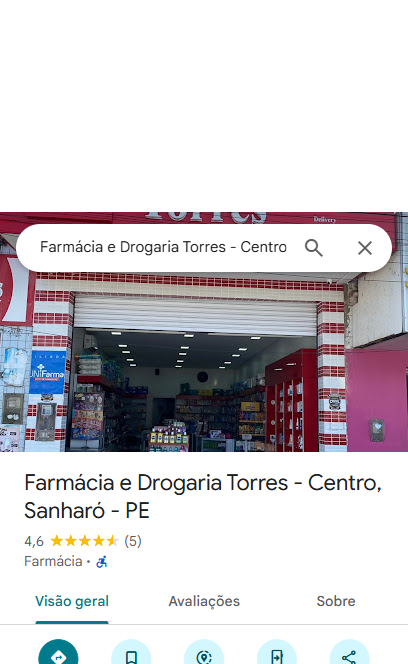 Torres
Delivery
Farmácia e Drogaria Torres - Centro
UNIFarma
Farmácia e Drogaria Torres - Centro,
Sanharó - PE
4,6 (5)
Farmácia ·
Visão geral
Avaliações
Sobre